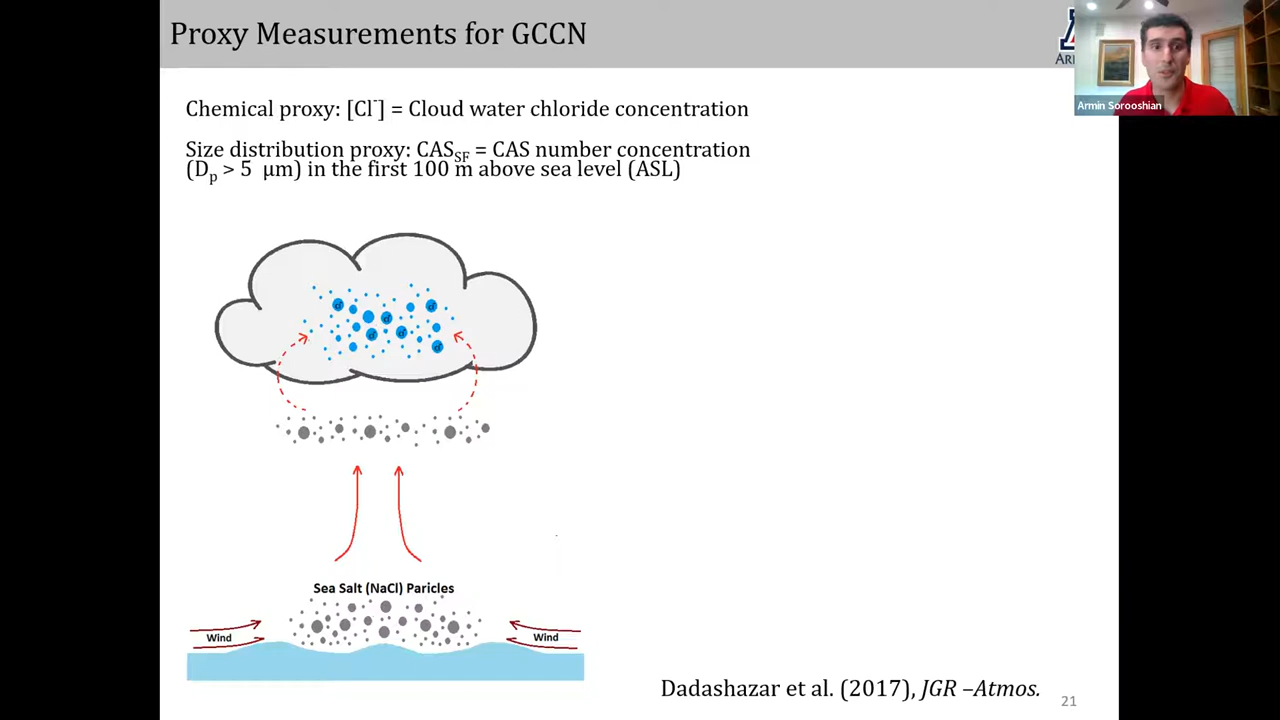 Proxy Measurements for GCCN
Armin Sorooshian
Chemical proxy: [Cl⁻] = Cloud water chloride concentration
Size distribution proxy: CAS_SF = CAS number concentration
(D_p > 5 μm) in the first 100 m above sea level (ASL)
Sea Salt (NaCl) Paricles
Wind
Wind
Dadashazar et al. (2017), JGR –Atmos.
21